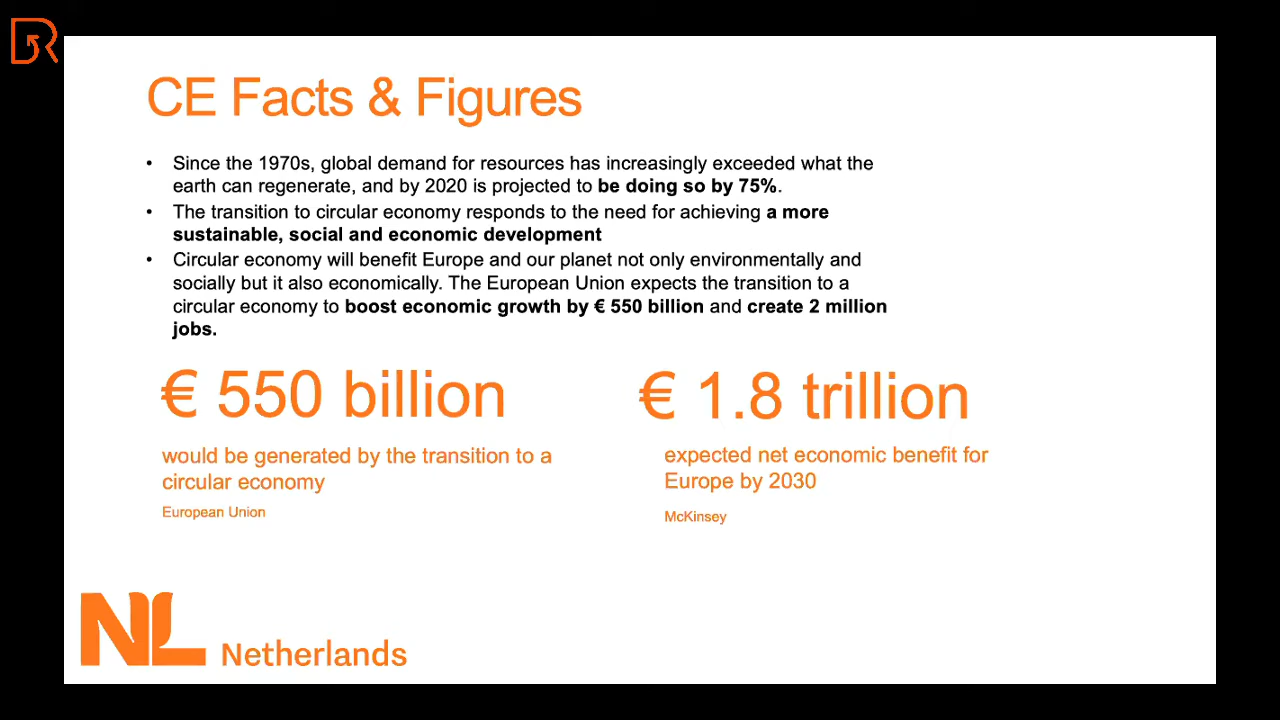 CE Facts & Figures
• Since the 1970s, global demand for resources has increasingly exceeded what the
earth can regenerate, and by 2020 is projected to be doing so by 75%.
• The transition to circular economy responds to the need for achieving a more
sustainable, social and economic development
• Circular economy will benefit Europe and our planet not only environmentally and
socially but it also economically. The European Union expects the transition to a
circular economy to boost economic growth by € 550 billion and create 2 million
jobs.
€ 550 billion
would be generated by the transition to a
circular economy
European Union
€ 1.8 trillion
expected net economic benefit for
Europe by 2030
McKinsey
NL Netherlands